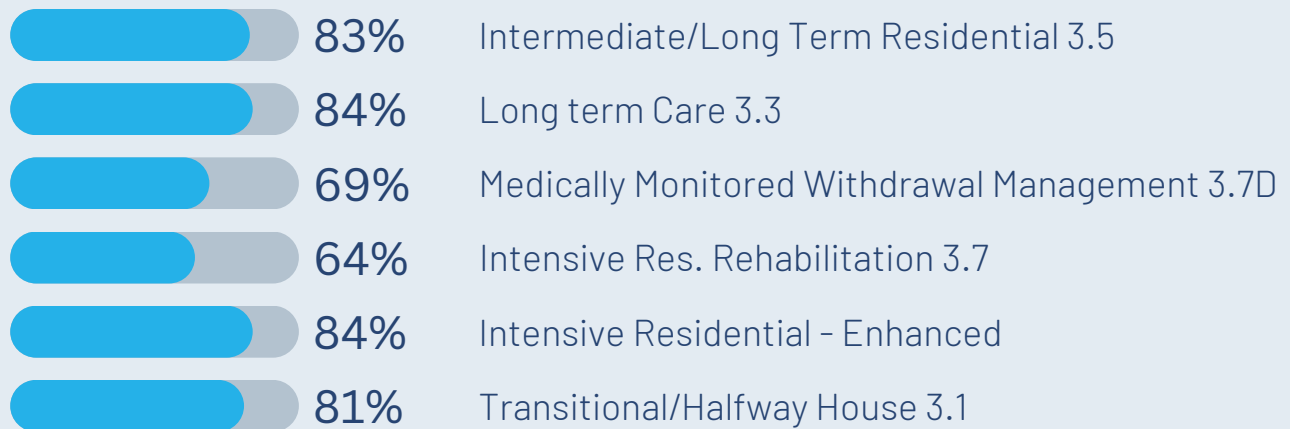 83% Intermediate/Long Term Residential 3.5
84% Long term Care 3.3
69% Medically Monitored Withdrawal Management 3.7D
64% Intensive Res. Rehabilitation 3.7
84% Intensive Residential - Enhanced
81% Transitional/Halfway House 3.1